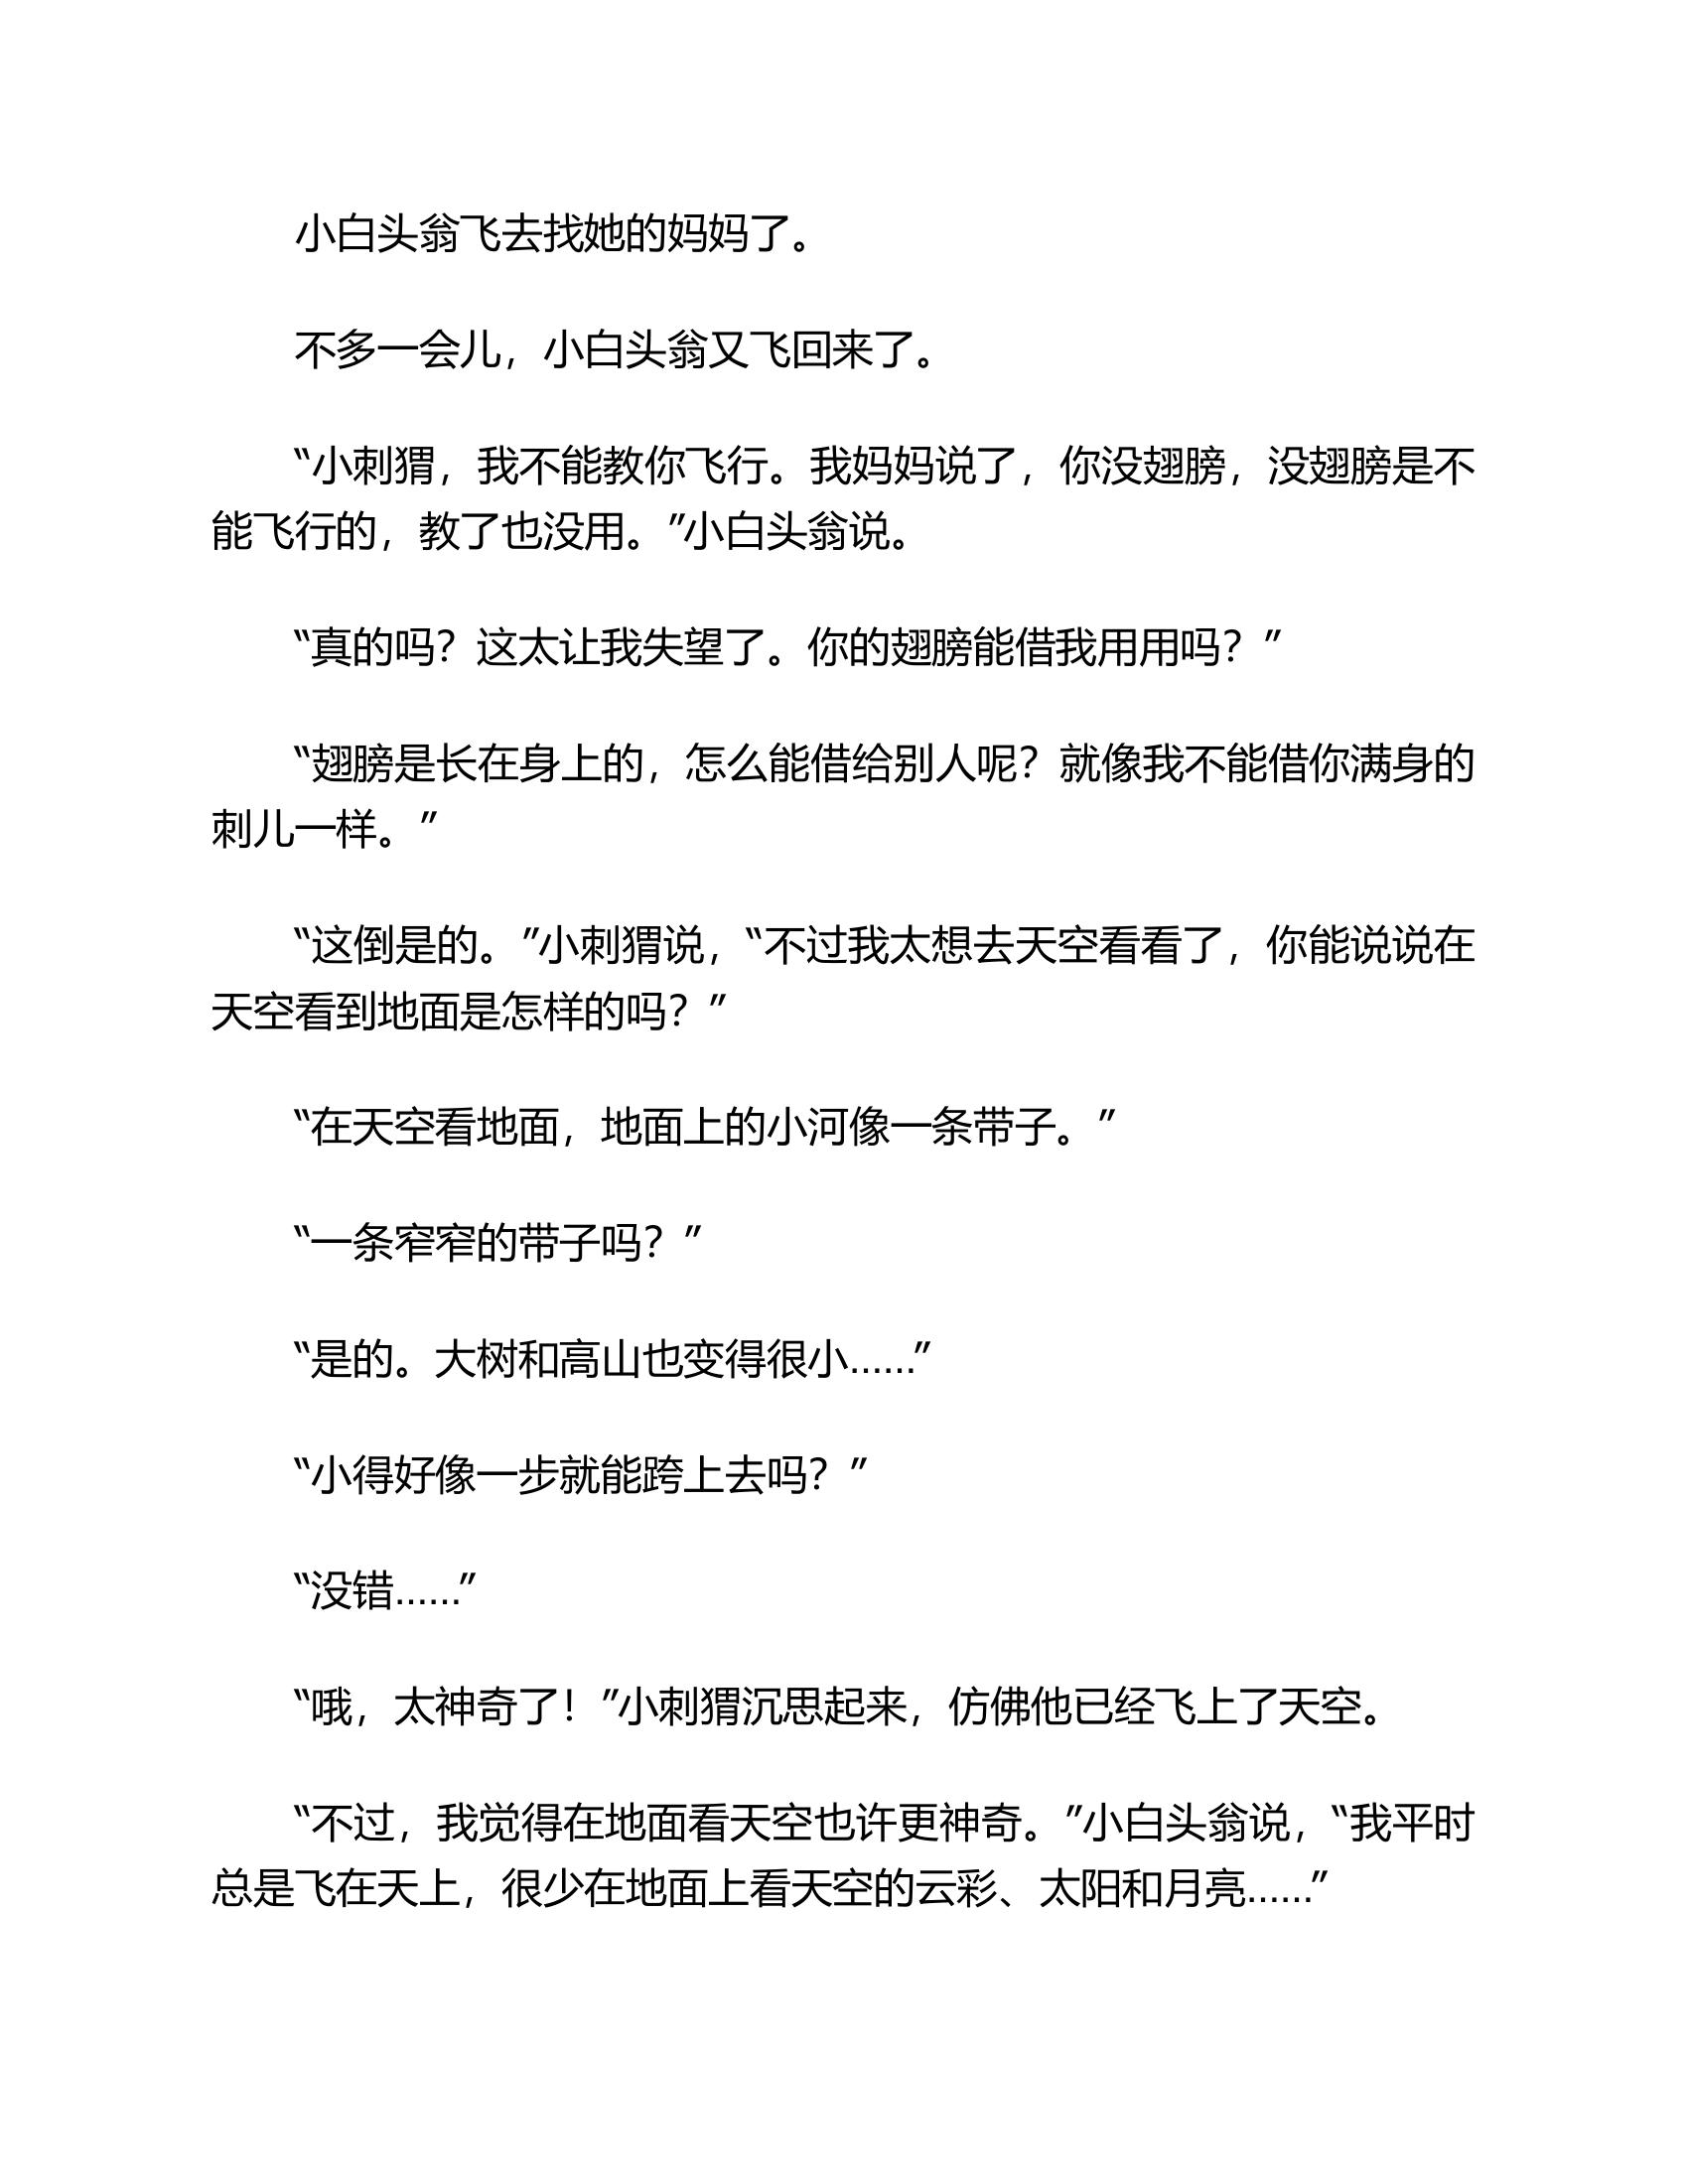 小白头翁飞去找她的妈妈了。
不多一会儿，小白头翁又飞回来了。
“小刺猬，我不能教你飞行。我妈妈说了，你没翅膀，没翅膀是不
能飞行的，教了也没用。”小白头翁说。
“真的吗？这太让我失望了。你的翅膀能借我用用吗？”
“翅膀是长在身上的，怎么能借给别人呢？就像我不能借你满身的
刺儿一样。”
“这倒是的。”小刺猬说，“不过我太想去天空看看了，你能说说在
天空看到地面是怎样的吗？”
“在天空看地面，地面上的小河像一条带子。”
“一条窄窄的带子吗？”
“是的。大树和高山也变得很小……”
“小得好像一步就能跨上去吗？”
“没错……”
“哦，太神奇了！”小刺猬沉思起来，仿佛他已经飞上了天空。
“不过，我觉得在地面看天空也许更神奇。”小白头翁说，“我平时
总是飞在天上，很少在地面上看天空的云彩、太阳和月亮……”